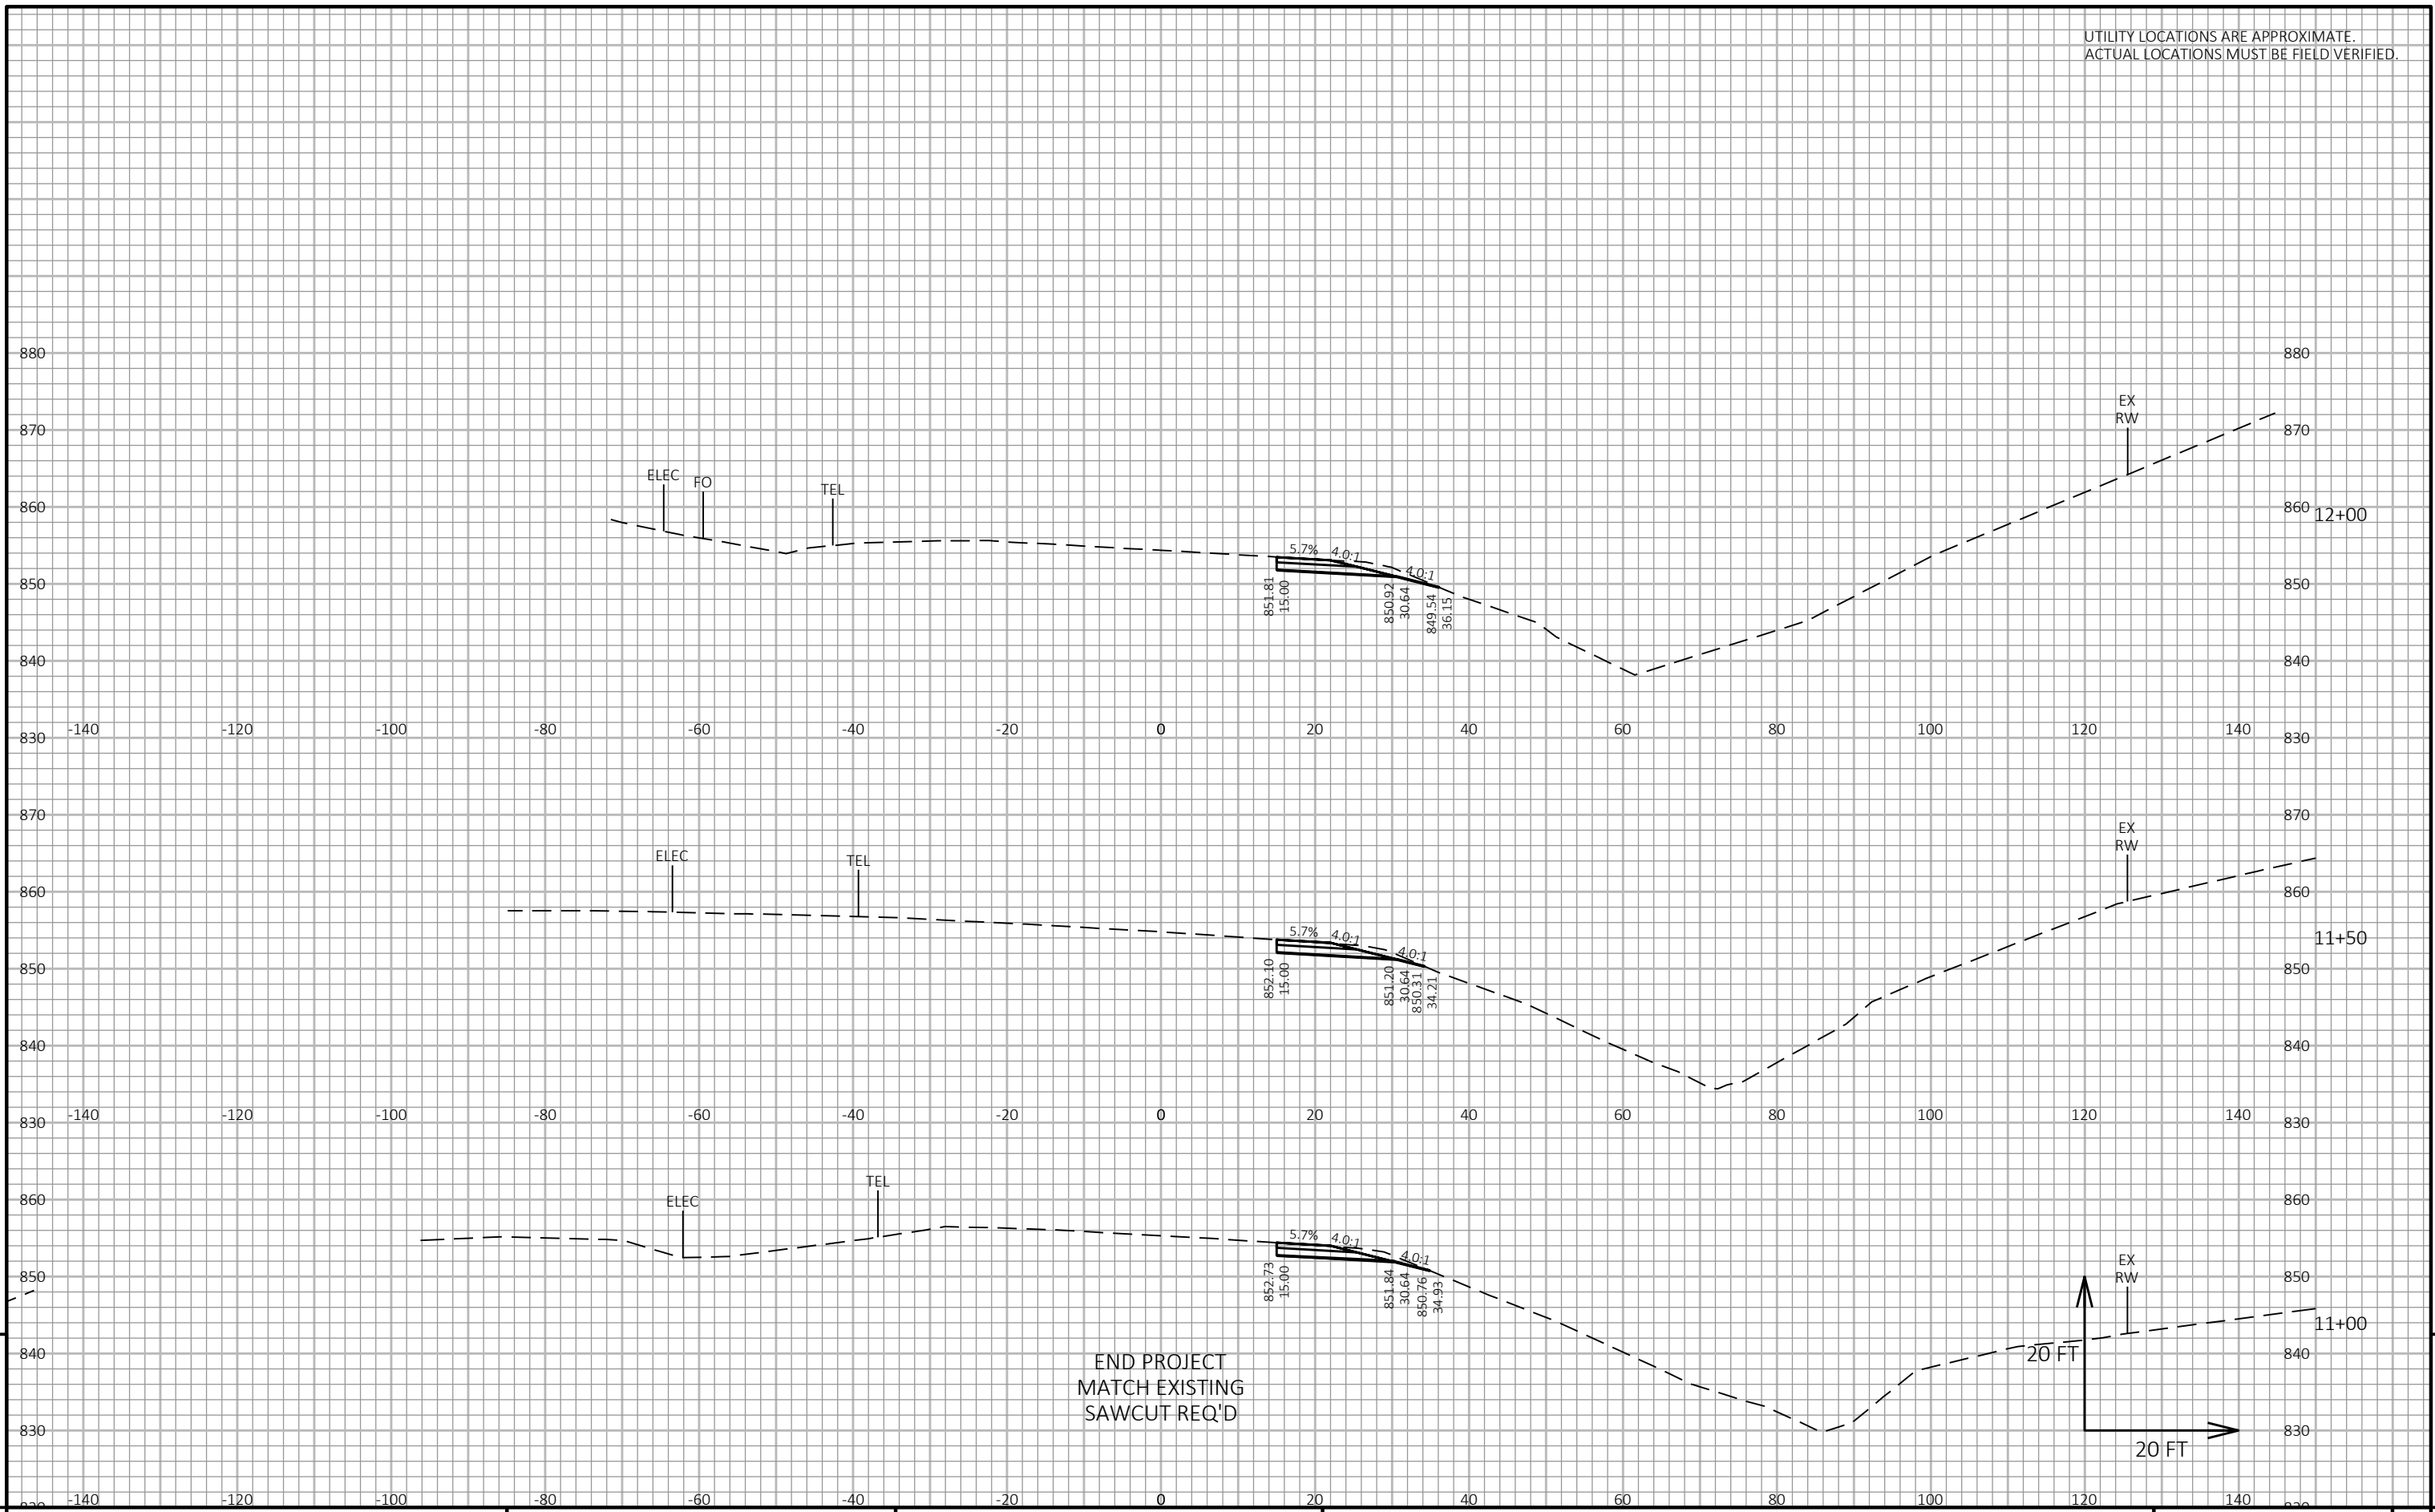 UTILITY LOCATIONS ARE APPROXIMATE.
ACTUAL LOCATIONS MUST BE FIELD VERIFIED.
880 880
EX
RW
870 870
ELEC FO TEL
860 860
12+00
5.7% 4.0:1 4.0:1
850 850
851.81
15.00
850.92
30.64
849.54
36.15
840 840
-140 -120 -100 -80 -60 -40 -20 0 20 40 60 80 100 120 140
830 830
870 870
EX
RW
ELEC TEL
860 860
5.7% 4.0:1 4.0:1
11+50
850 850
852.10
15.00
851.20
30.64
850.31
34.21
840 840
-140 -120 -100 -80 -60 -40 -20 0 20 40 60 80 100 120 140
830 830
ELEC TEL
860 860
5.7% 4.0:1 4.0:1
EX
RW
850 850
852.73
15.00
851.84
30.64
850.76
34.93
11+00
840 20 FT 840
END PROJECT
MATCH EXISTING
SAWCUT REQ'D
830 830
20 FT
-140 -120 -100 -80 -60 -40 -20 0 20 40 60 80 100 120 140